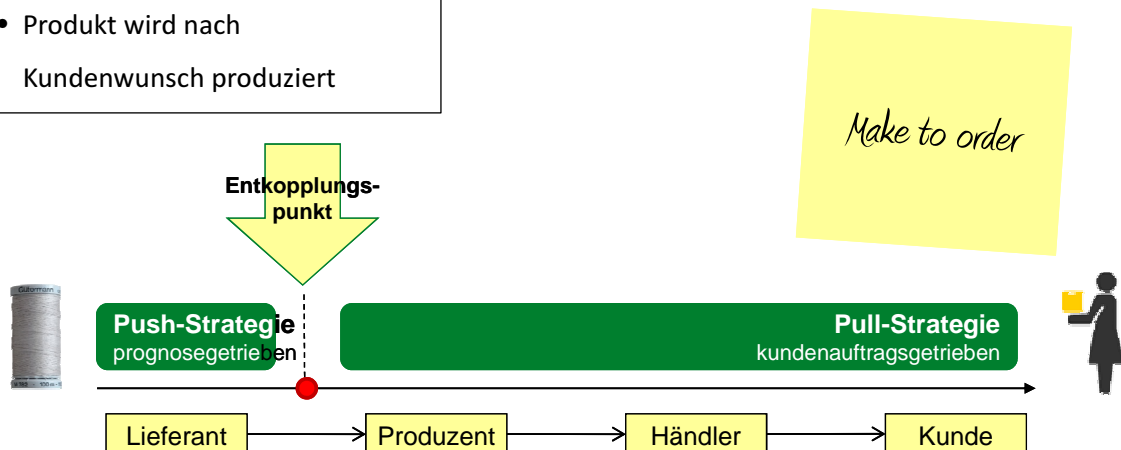 • Produkt wird nach
Kundenwunsch produziert
Make to order
Entkopplungs-
punkt
Gütermann
Push-Strategie
prognosegetrieben
Pull-Strategie
kundenauftragsgetrieben
Lieferant
Produzent
Händler
Kunde